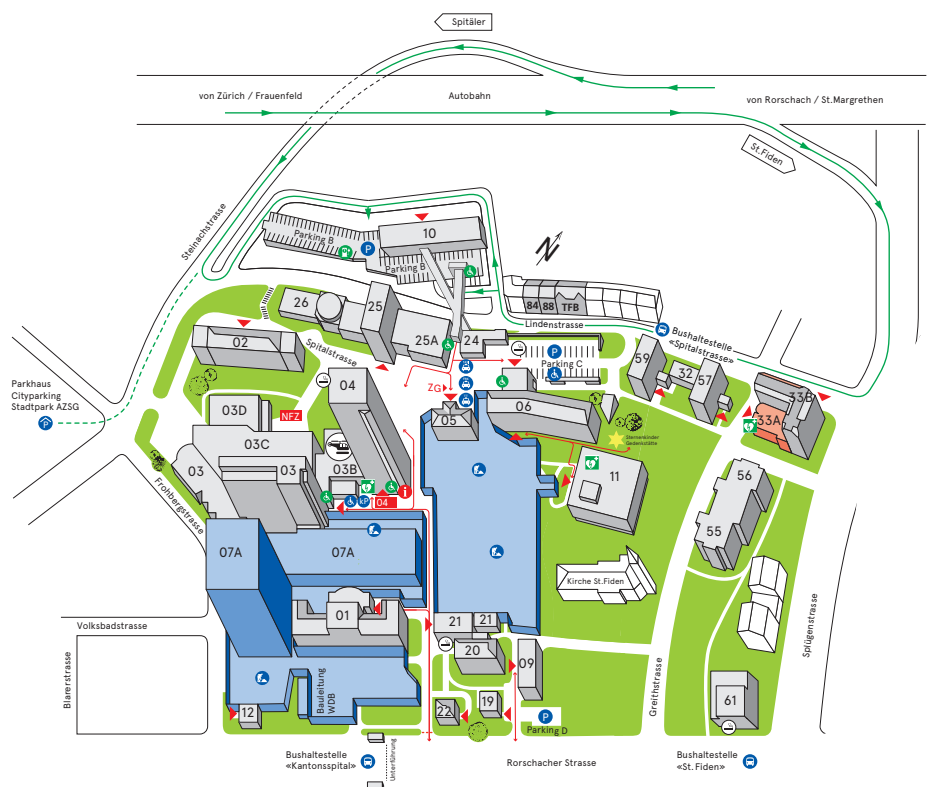 Spitäler
von Zürich / Frauenfeld
Autobahn
von Rorschach / St.Margrethen
St.Fiden
Steinachstrasse
Parking B
P
10
Parking B
N
84
88
TFB
Lindenstrasse
Bushaltestelle
«Spitalstrasse»
26
25
25A
24
02
Spitalstrasse
P
Parking C
59
32
57
33B
33A
Parkhaus
Cityparking
Stadtpark AZSG
P
04
ZG
05
06
NFZ
03D
03C
03
03
03B
Sternenkinder
Gedenkstätte
11
56
55
i
KP
04
Frohbergstrasse
07A
07A
Kirche St.Fiden
01
21
21
20
09
Volksbadstrasse
Blarerstrasse
Bauleitung
WDB
12
22
19
P
Parking D
61
Greithstrasse
Splügenstrasse
Bushaltestelle
«Kantonsspital»
Unterführung
Rorschacher Strasse
Bushaltestelle
«St.Fiden»